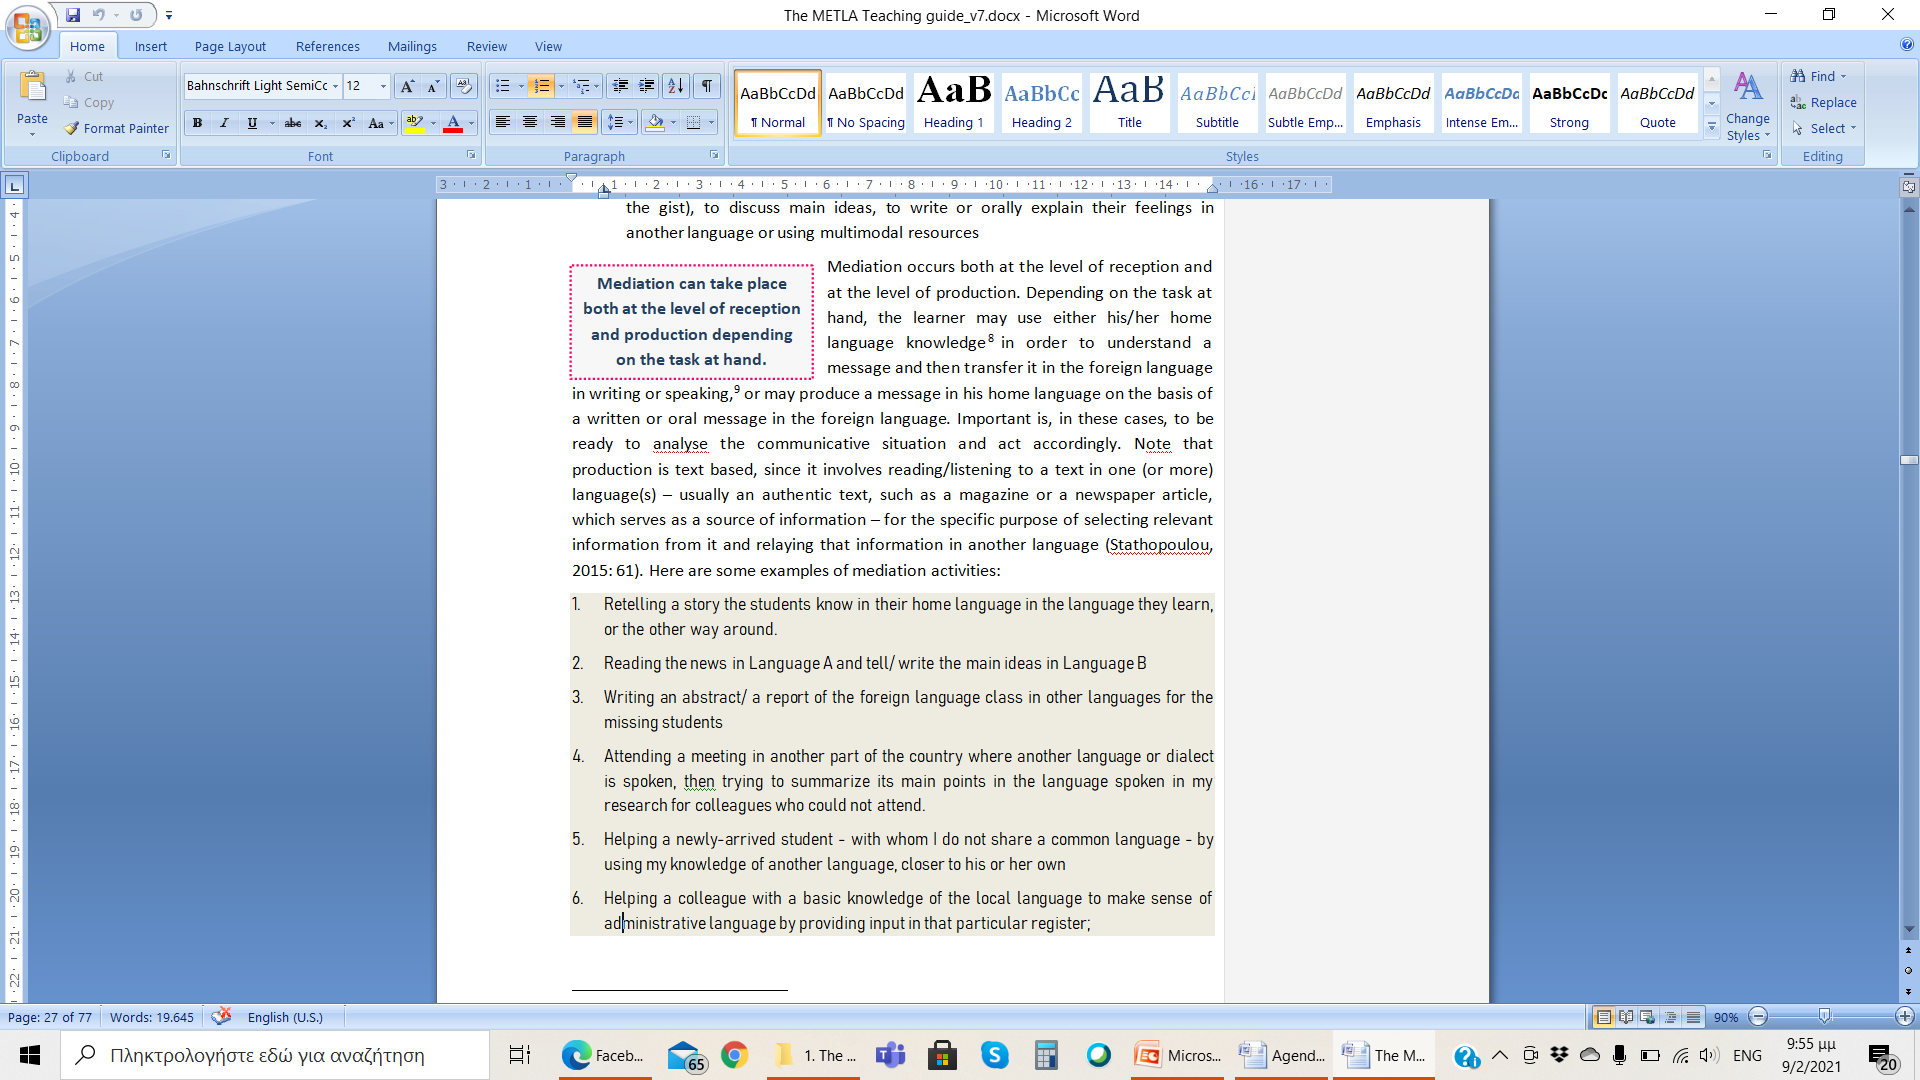 The METLA Teaching guide_v7.docx - Microsoft Word
Home Insert Page Layout References Mailings Review View
Paste
Cut
Copy
Format Painter
Clipboard
Bahnschrift Light SemiCc 12
Font
Paragraph
AaBbCcDd AaBbCcDd AaB AaBbCc AaB AaBbCcI AaBbCcDd AaBbCcDd AaBbCcDd AaBbCcDc AaBbCcDd
¶ Normal ¶ No Spacing Heading 1 Heading 2 Title Subtitle Subtle Emp... Emphasis Intense Em... Strong Quote
Change Styles
Styles
Find
Replace
Select
Editing
3 2 1 1 2 3 4 5 6 7 8 9 10 11 12 13 14 16 17
the gist), to discuss main ideas, to write or orally explain their feelings in
another language or using multimodal resources
Mediation can take place
both at the level of reception
and production depending
on the task at hand.
Mediation occurs both at the level of reception and
at the level of production. Depending on the task at
hand, the learner may use either his/her home
language knowledge8 in order to understand a
message and then transfer it in the foreign language
in writing or speaking,9 or may produce a message in his home language on the basis of
a written or oral message in the foreign language. Important is, in these cases, to be
ready to analyse the communicative situation and act accordingly. Note that
production is text based, since it involves reading/listening to a text in one (or more)
language(s) – usually an authentic text, such as a magazine or a newspaper article,
which serves as a source of information – for the specific purpose of selecting relevant
information from it and relaying that information in another language (Stathopoulou,
2015: 61). Here are some examples of mediation activities:
1. Retelling a story the students know in their home language in the language they learn,
or the other way around.
2. Reading the news in Language A and tell/ write the main ideas in Language B
3. Writing an abstract/ a report of the foreign language class in other languages for the
missing students
4. Attending a meeting in another part of the country where another language or dialect
is spoken, then trying to summarize its main points in the language spoken in my
research for colleagues who could not attend.
5. Helping a newly-arrived student - with whom I do not share a common language - by
using my knowledge of another language, closer to his or her own
6. Helping a colleague with a basic knowledge of the local language to make sense of
administrative language by providing input in that particular register;
Page: 27 of 77 Words: 19.645 English (U.S.) 90%
Πληκτρολογήστε εδώ για αναζήτηση
Faceb... 65 1. The ... Micros... Agend... The M... ENG
9:55 μμ
9/2/2021
20